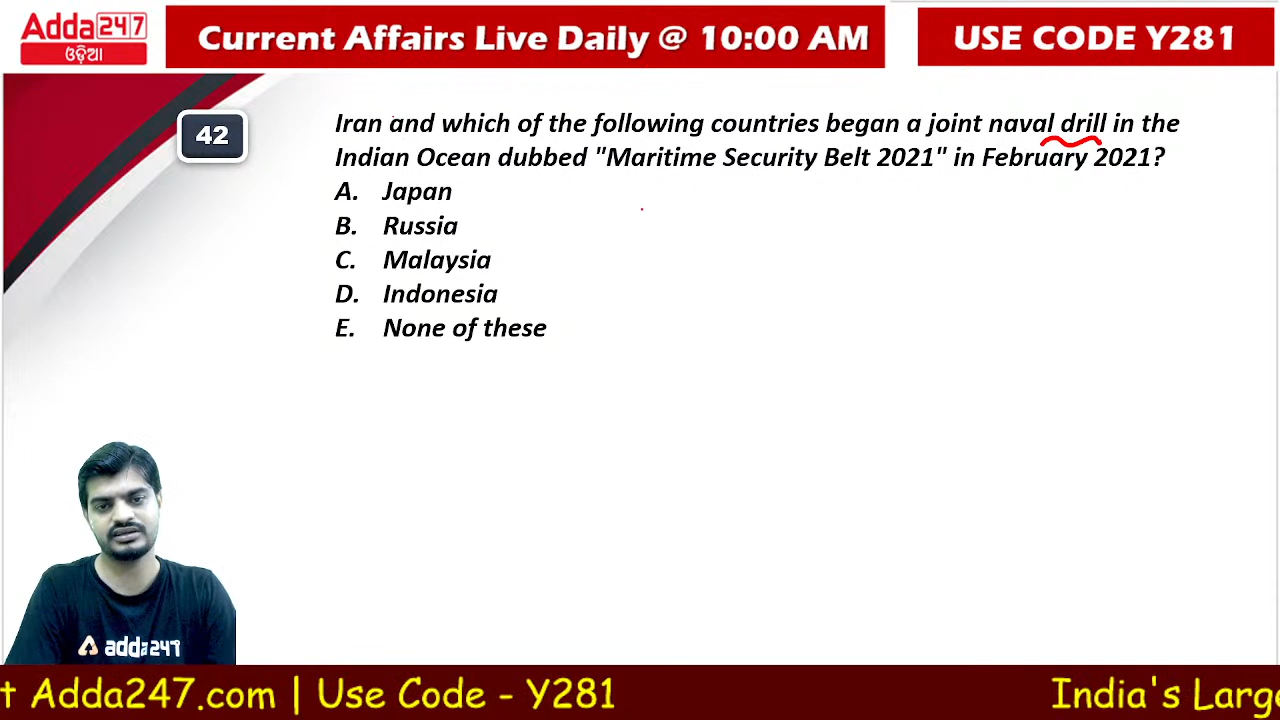 Adda247
ଓଡ଼ିଆ
Current Affairs Live Daily @ 10:00 AM
USE CODE Y281
42
Iran and which of the following countries began a joint naval drill in the
Indian Ocean dubbed "Maritime Security Belt 2021" in February 2021?
A. Japan
B. Russia
C. Malaysia
D. Indonesia
E. None of these
adda247
t Adda247.com | Use Code - Y281
India's Large